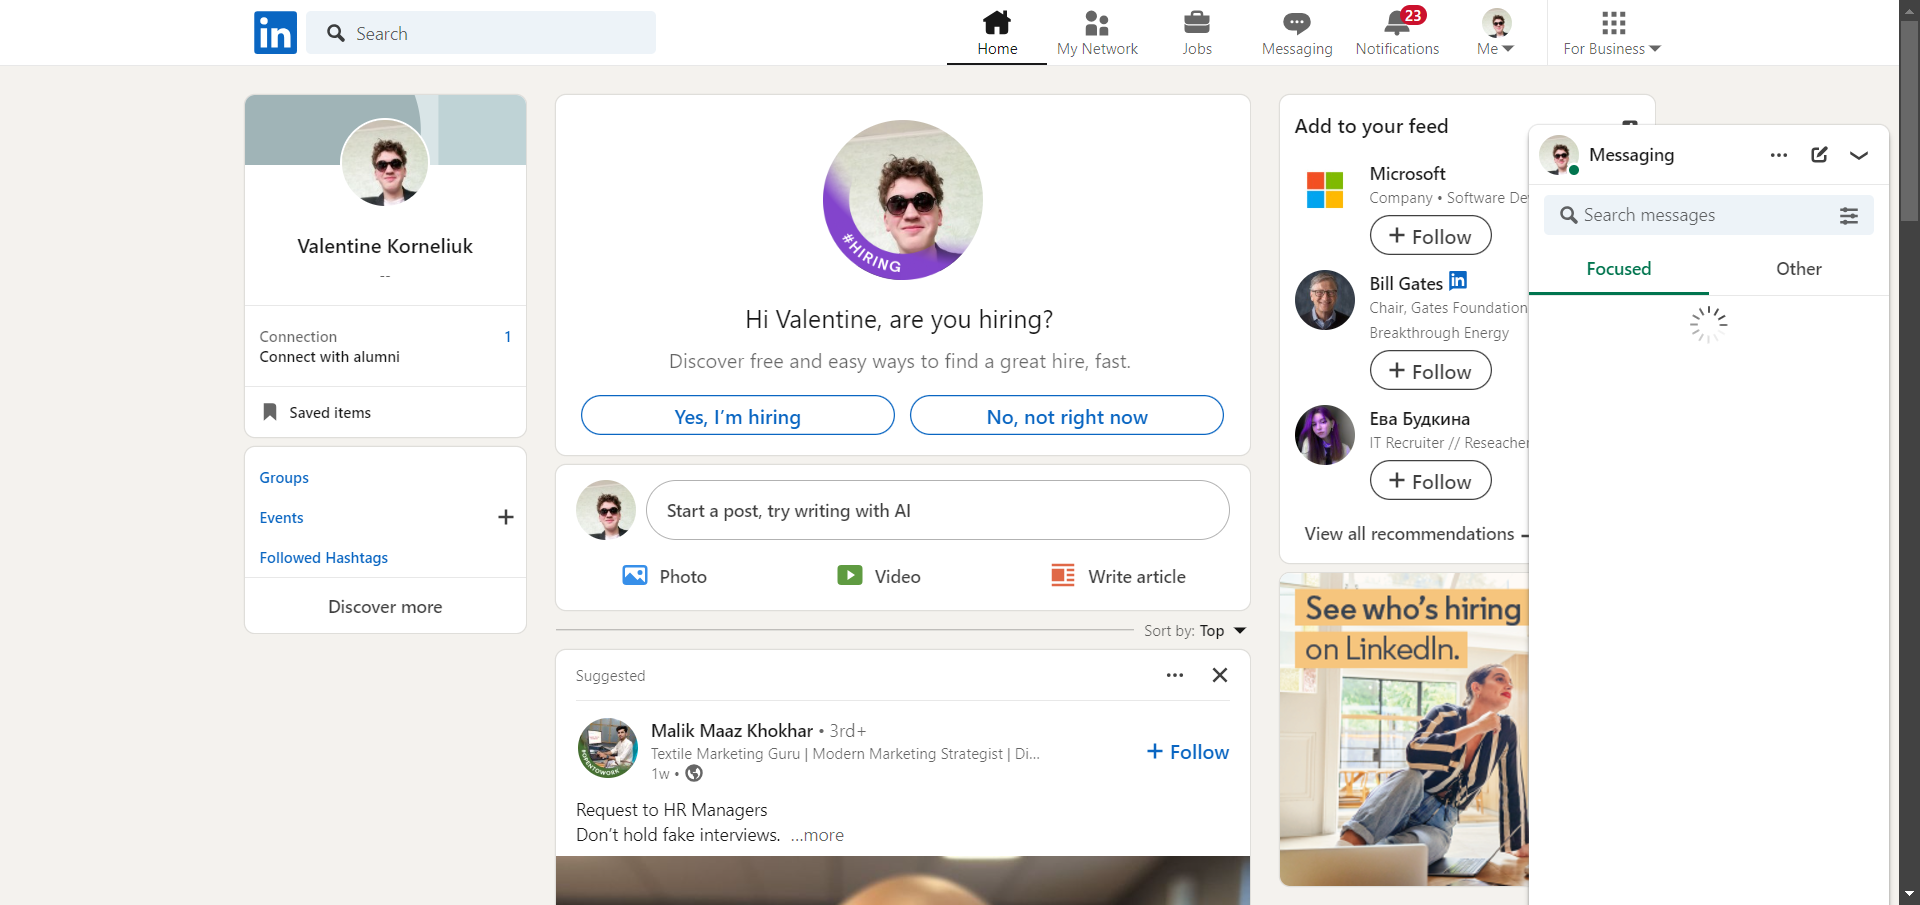 in
Search
Home
My Network
Jobs
Messaging
23
Notifications
Me
For Business
Valentine Korneliuk
--
Connection 1
Connect with alumni
Saved items
Groups
Events
Followed Hashtags
Discover more
#HIRING
Hi Valentine, are you hiring?
Discover free and easy ways to find a great hire, fast.
Yes, I’m hiring
No, not right now
Start a post, try writing with AI
Photo
Video
Write article
Sort by: Top
Suggested
#OPENTOWORK
Malik Maaz Khokhar • 3rd+
Textile Marketing Guru | Modern Marketing Strategist | Di...
1w •
+ Follow
Request to HR Managers
Don’t hold fake interviews. ...more
Add to your feed
Microsoft
Company • Software De
+ Follow
Bill Gates in
Chair, Gates Foundation
Breakthrough Energy
+ Follow
Ева Будкина
IT Recruiter // Reseacher
+ Follow
View all recommendations
See who’s hiring
on LinkedIn.
Messaging
Search messages
Focused
Other